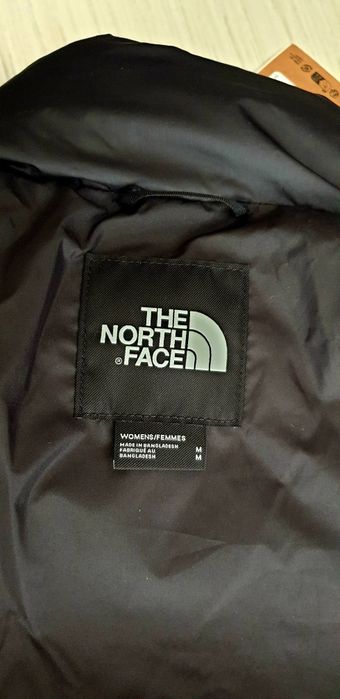 THE
NORTH
®FACE
WOMENS/FEMMES
MADE IN BANGLADESH M
FABRIQUÉ AU M
BANGLADESH